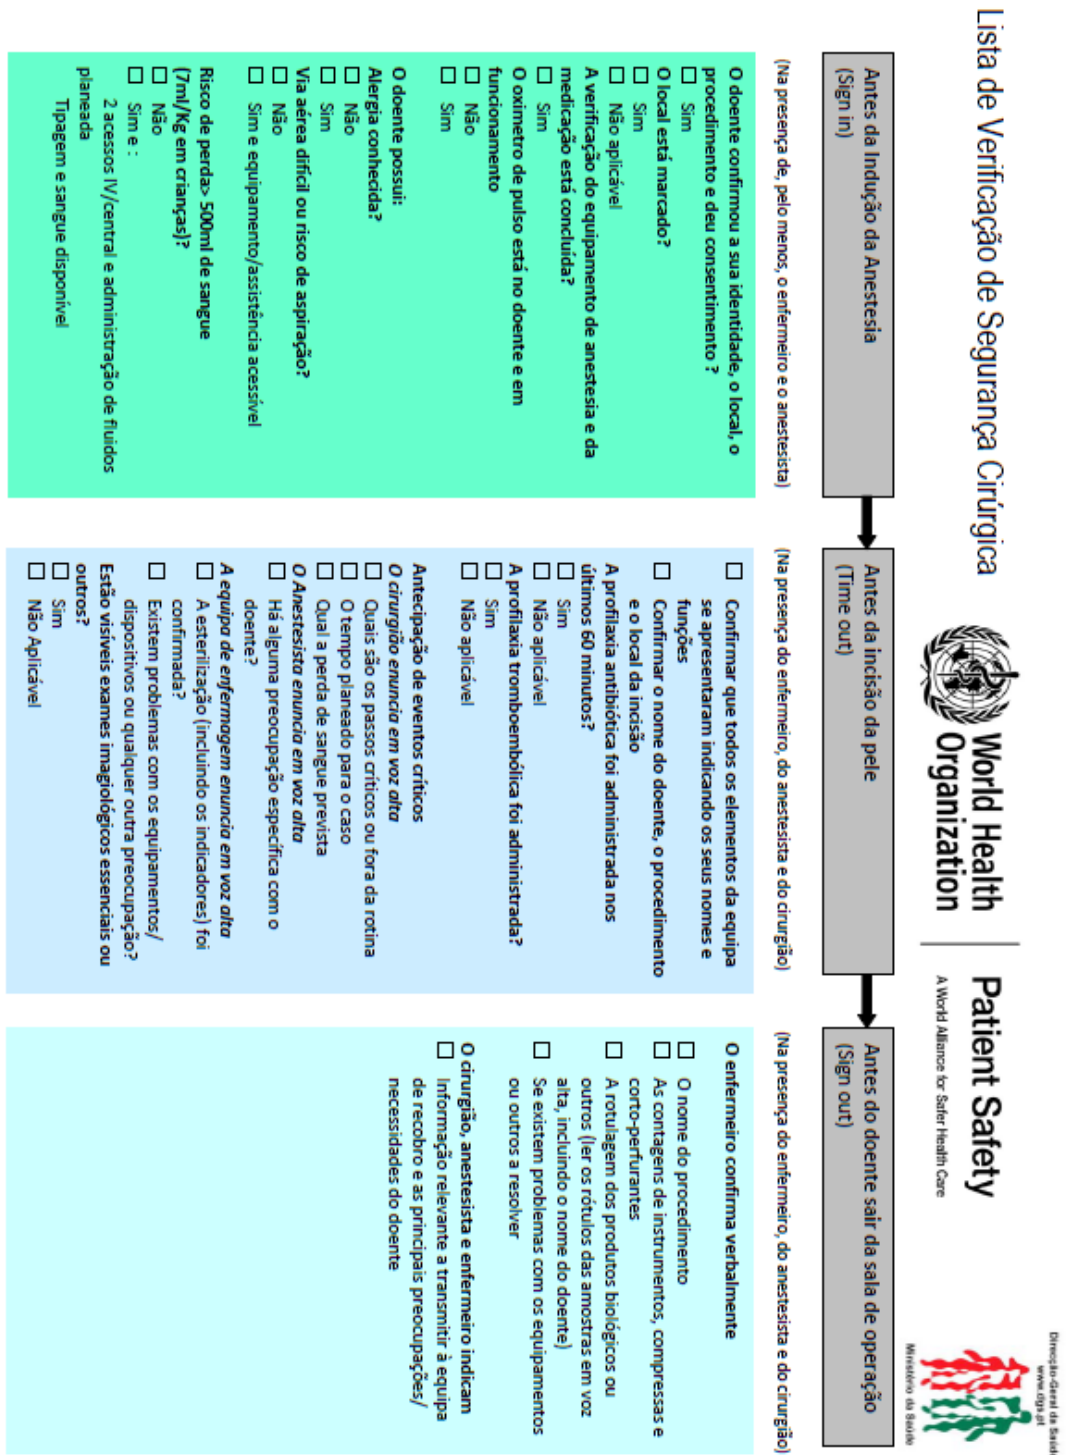 Lista de Verificação de Segurança Cirúrgica
World Health
Organization
Patient Safety
A World Alliance for Safer Health Care
Direcção-Geral da Saúde
www.dgs.pt
Ministério da Saúde
Antes da Indução da Anestesia
(Sign in)
(Na presença de, pelo menos, o enfermeiro e o anestesista)
O doente confirmou a sua identidade, o local, o
procedimento e deu consentimento ?
☐ Sim
O local está marcado?
☐ Sim
☐ Não aplicável
A verificação do equipamento de anestesia e da
medicação está concluída?
☐ Sim
O oximetro de pulso está no doente e em
funcionamento
☐ Não
☐ Sim
O doente possui:
Alergia conhecida?
☐ Não
☐ Sim
Via aérea difícil ou risco de aspiração?
☐ Não
☐ Sim e equipamento/assistência acessível
Risco de perda> 500ml de sangue
(7ml/Kg em crianças)?
☐ Não
☐ Sim e :
2 acessos IV/central e administração de fluidos
planeada
Tipagem e sangue disponível
Antes da incisão da pele
(Time out)
(Na presença do enfermeiro, do anestesista e do cirurgião)
☐ Confirmar que todos os elementos da equipa
se apresentaram indicando os seus nomes e
funções
☐ Confirmar o nome do doente, o procedimento
e o local da incisão
A profilaxia antibiótica foi administrada nos
últimos 60 minutos?
☐ Sim
☐ Não aplicável
A profilaxia tromboembólica foi administrada?
☐ Sim
☐ Não aplicável
Antecipação de eventos críticos
O cirurgião enuncia em voz alta
☐ Quais são os passos críticos ou fora da rotina
☐ O tempo planeado para o caso
☐ Qual a perda de sangue prevista
O Anestesista enuncia em voz alta
☐ Há alguma preocupação específica com o
doente?
A equipa de enfermagem enuncia em voz alta
☐ A esterilização (incluindo os indicadores) foi
confirmada?
☐ Existem problemas com os equipamentos/
dispositivos ou qualquer outra preocupação?
Estão visíveis exames imagiológicos essenciais ou
outros?
☐ Sim
☐ Não Aplicável
Antes do doente sair da sala de operação
(Sign out)
(Na presença do enfermeiro, do anestesista e do cirurgião)
O enfermeiro confirma verbalmente
☐ O nome do procedimento
☐ As contagens de instrumentos, compressas e
corto-perfurantes
☐ A rotulagem dos produtos biológicos ou
outros (ler os rótulos das amostras em voz
alta, incluindo o nome do doente)
☐ Se existem problemas com os equipamentos
ou outros a resolver
O cirurgião, anestesista e enfermeiro indicam
☐ Informação relevante a transmitir à equipa
de recobro e as principais preocupações/
necessidades do doente